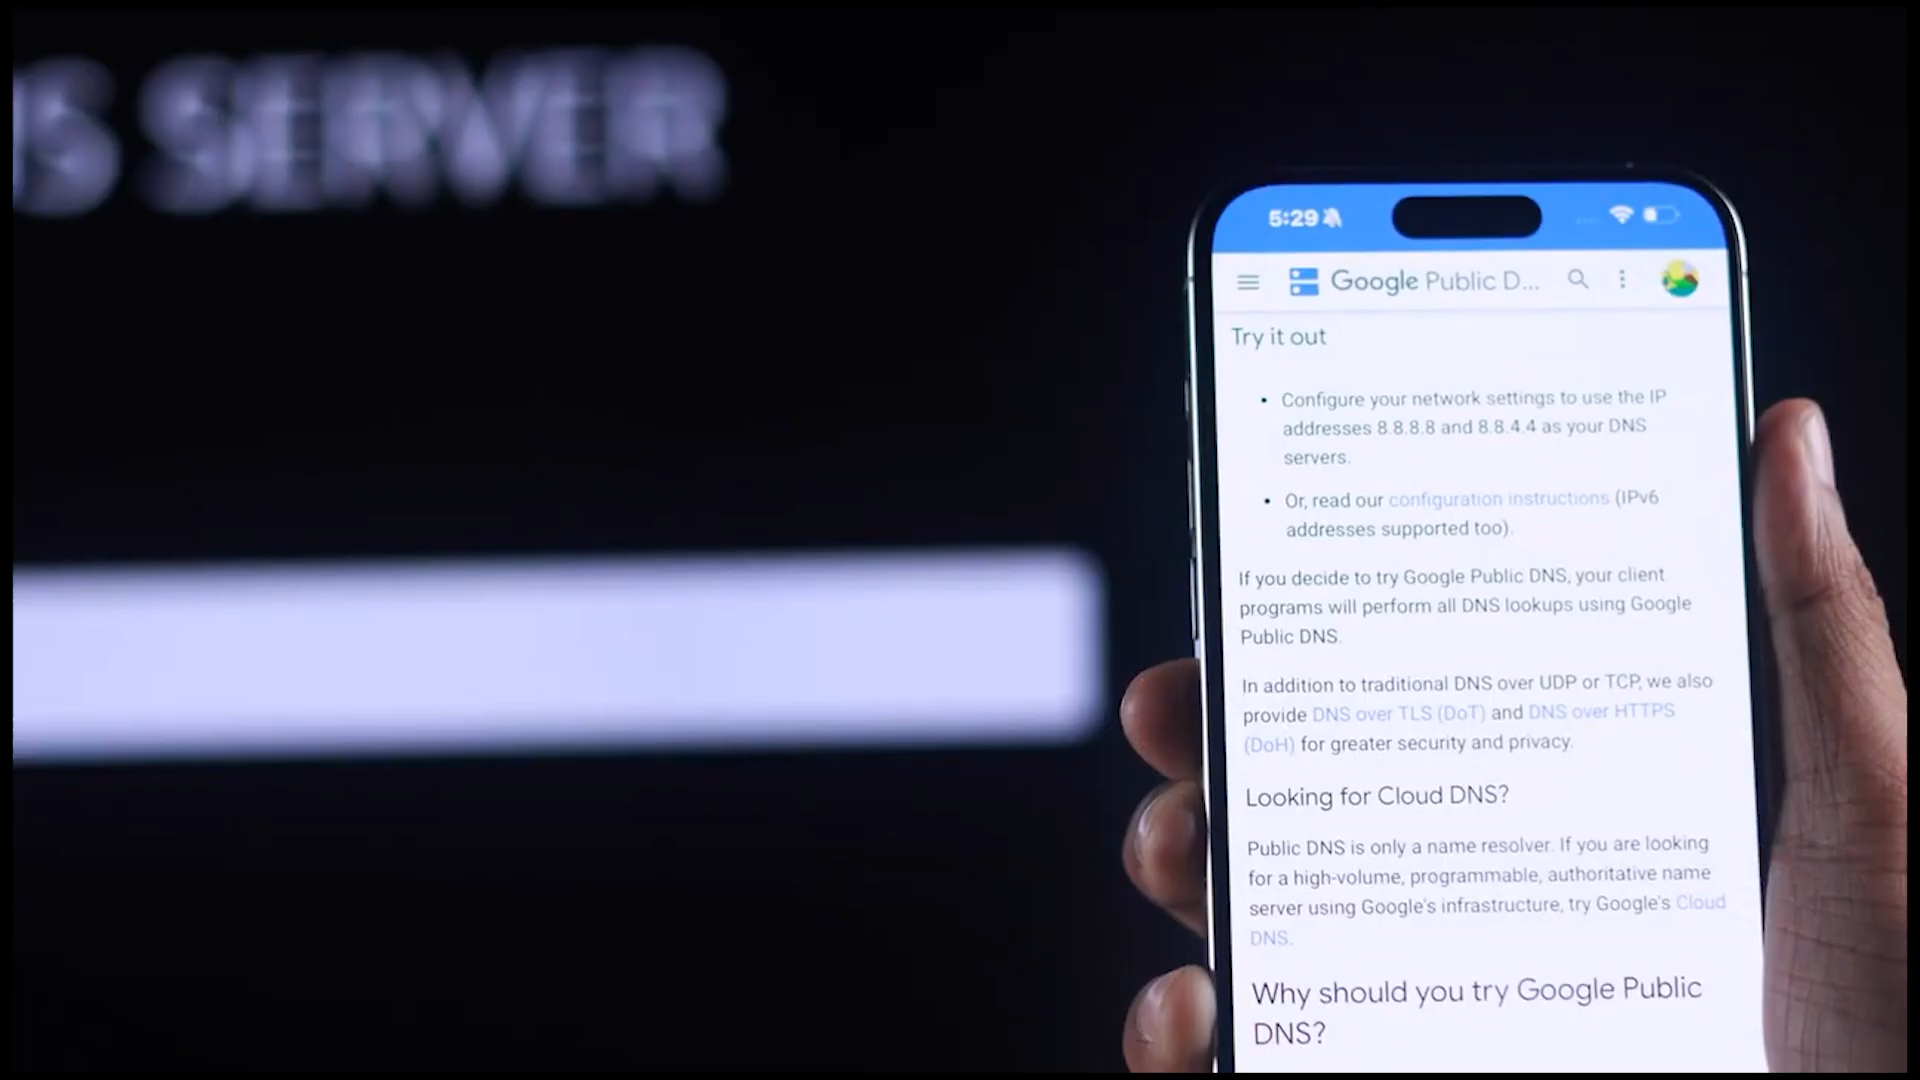 S SERVER
5:29
Google Public D...
Try it out
• Configure your network settings to use the IP
addresses 8.8.8.8 and 8.8.4.4 as your DNS
servers.
• Or, read our configuration instructions (IPv6
addresses supported too).
If you decide to try Google Public DNS, your client
programs will perform all DNS lookups using Google
Public DNS.
In addition to traditional DNS over UDP or TCP, we also
provide DNS over TLS (DoT) and DNS over HTTPS
(DoH) for greater security and privacy.
Looking for Cloud DNS?
Public DNS is only a name resolver. If you are looking
for a high-volume, programmable, authoritative name
server using Google's infrastructure, try Google's Cloud
DNS.
Why should you try Google Public
DNS?